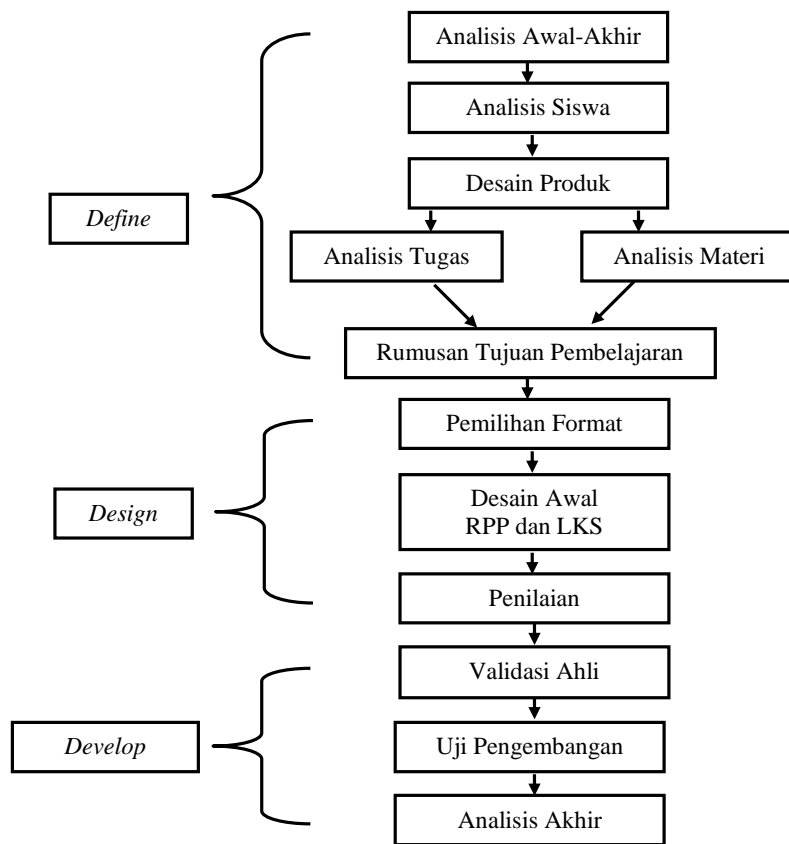 Analisis Awal-Akhir
Analisis Siswa
Desain Produk
Define
Analisis Tugas
Analisis Materi
Rumusan Tujuan Pembelajaran
Pemilihan Format
Design
Desain Awal
RPP dan LKS
Penilaian
Validasi Ahli
Develop
Uji Pengembangan
Analisis Akhir